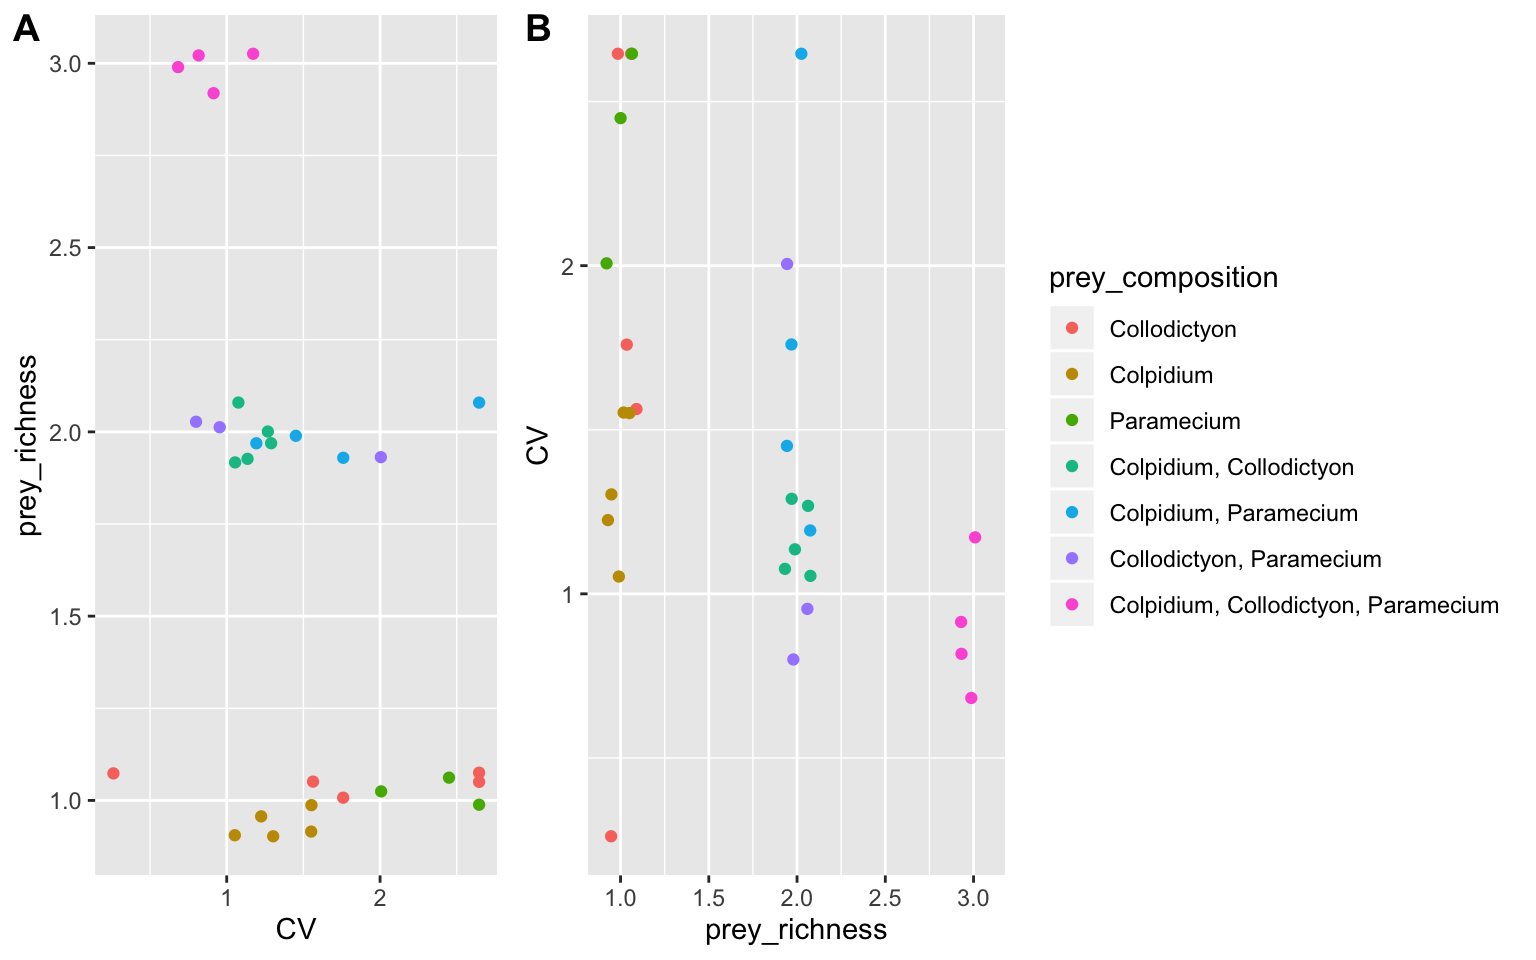 A
3.0
2.5
2.0
1.5
1.0
prey_richness
1
2
CV
B
2
1
CV
1.0
1.5
2.0
2.5
3.0
prey_richness
prey_composition
Collodictyon
Colpidium
Paramecium
Colpidium, Collodictyon
Colpidium, Paramecium
Collodictyon, Paramecium
Colpidium, Collodictyon, Paramecium